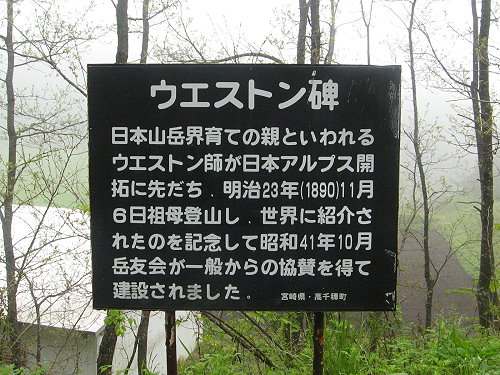 ウエストン碑
日本山岳界育ての親といわれる
ウエストン師が日本アルプス開
拓に先だち．明治23年(1890)11月
6日祖母登山し．世界に紹介さ
れたのを記念して昭和41年10月
岳友会が一般からの協賛を得て
建設されました。 宮崎県・高千穂町